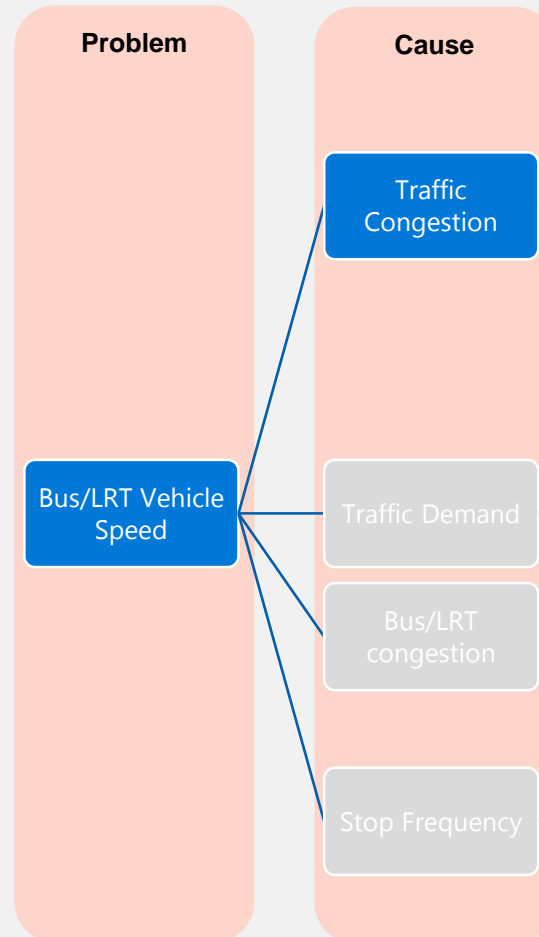 Problem
Cause
Traffic
Congestion
Bus/LRT Vehicle
Speed
Traffic Demand
Bus/LRT
congestion
Stop Frequency